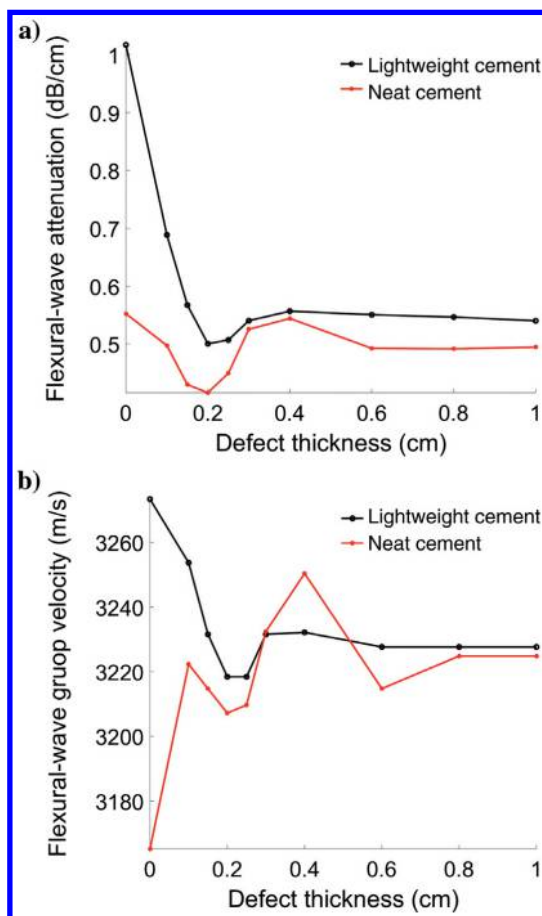 a)
Flexural-wave attenuation (dB/cm)
1
0.9
0.8
0.7
0.6
0.5
Lightweight cement
Neat cement
0 0.2 0.4 0.6 0.8 1
Defect thickness (cm)
b)
Flexural-wave gruop velocity (m/s)
3260
3240
3220
3200
3180
Lightweight cement
Neat cement
0 0.2 0.4 0.6 0.8 1
Defect thickness (cm)